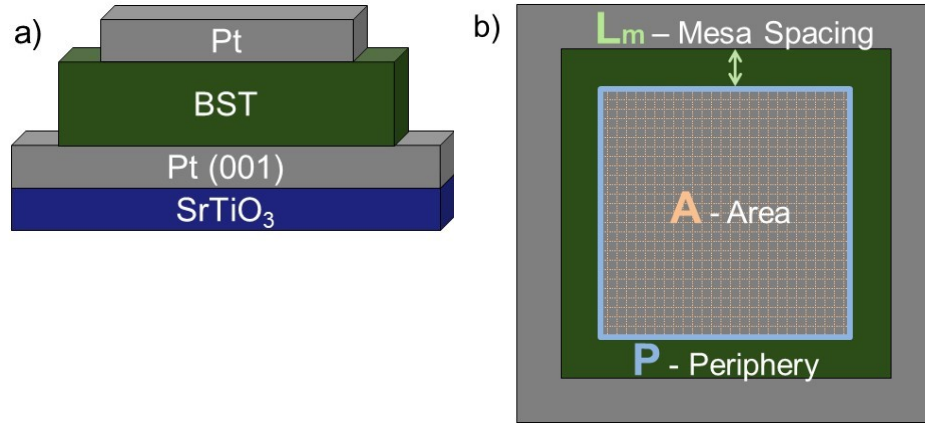 a)
Pt
BST
Pt (001)
SrTiO₃
b)
Lm – Mesa Spacing
A - Area
P - Periphery